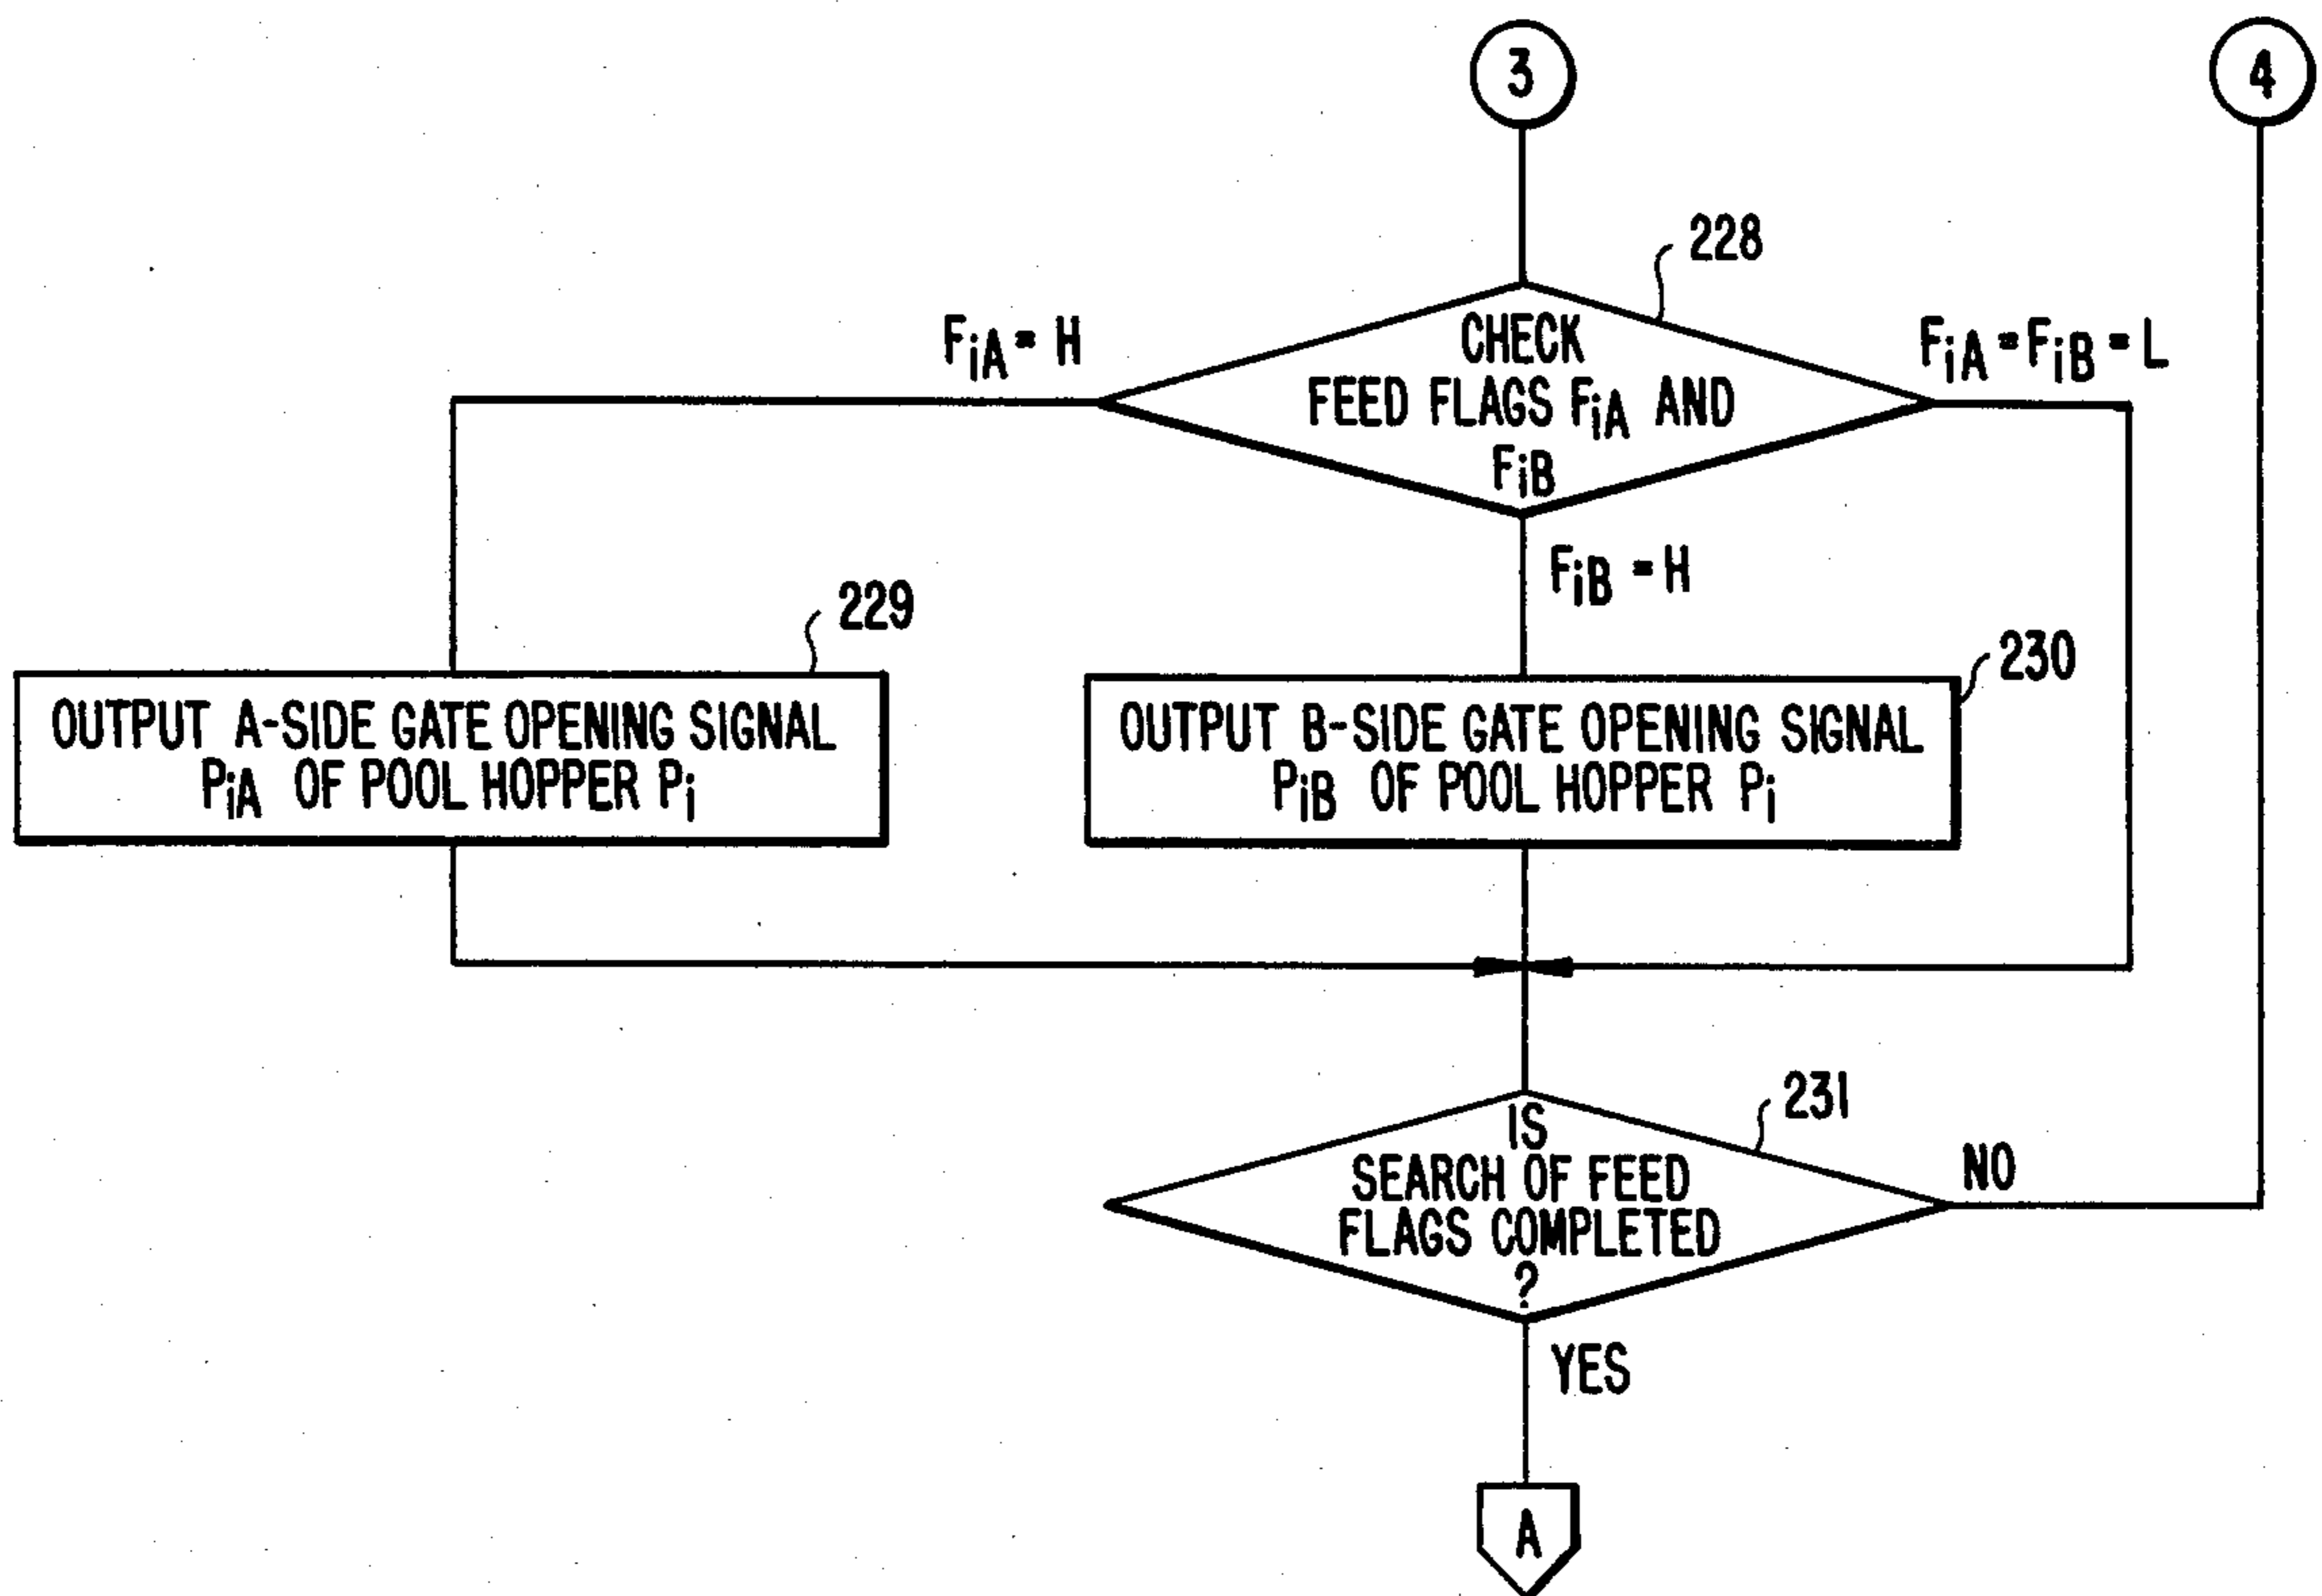 3
4
228
FiA = H
CHECK
FEED FLAGS FiA AND
FiB
FiA = FiB = L
FiB = H
229
230
OUTPUT A-SIDE GATE OPENING SIGNAL
PiA OF POOL HOPPER Pi
OUTPUT B-SIDE GATE OPENING SIGNAL
PiB OF POOL HOPPER Pi
231
IS
SEARCH OF FEED
FLAGS COMPLETED
?
NO
YES
A